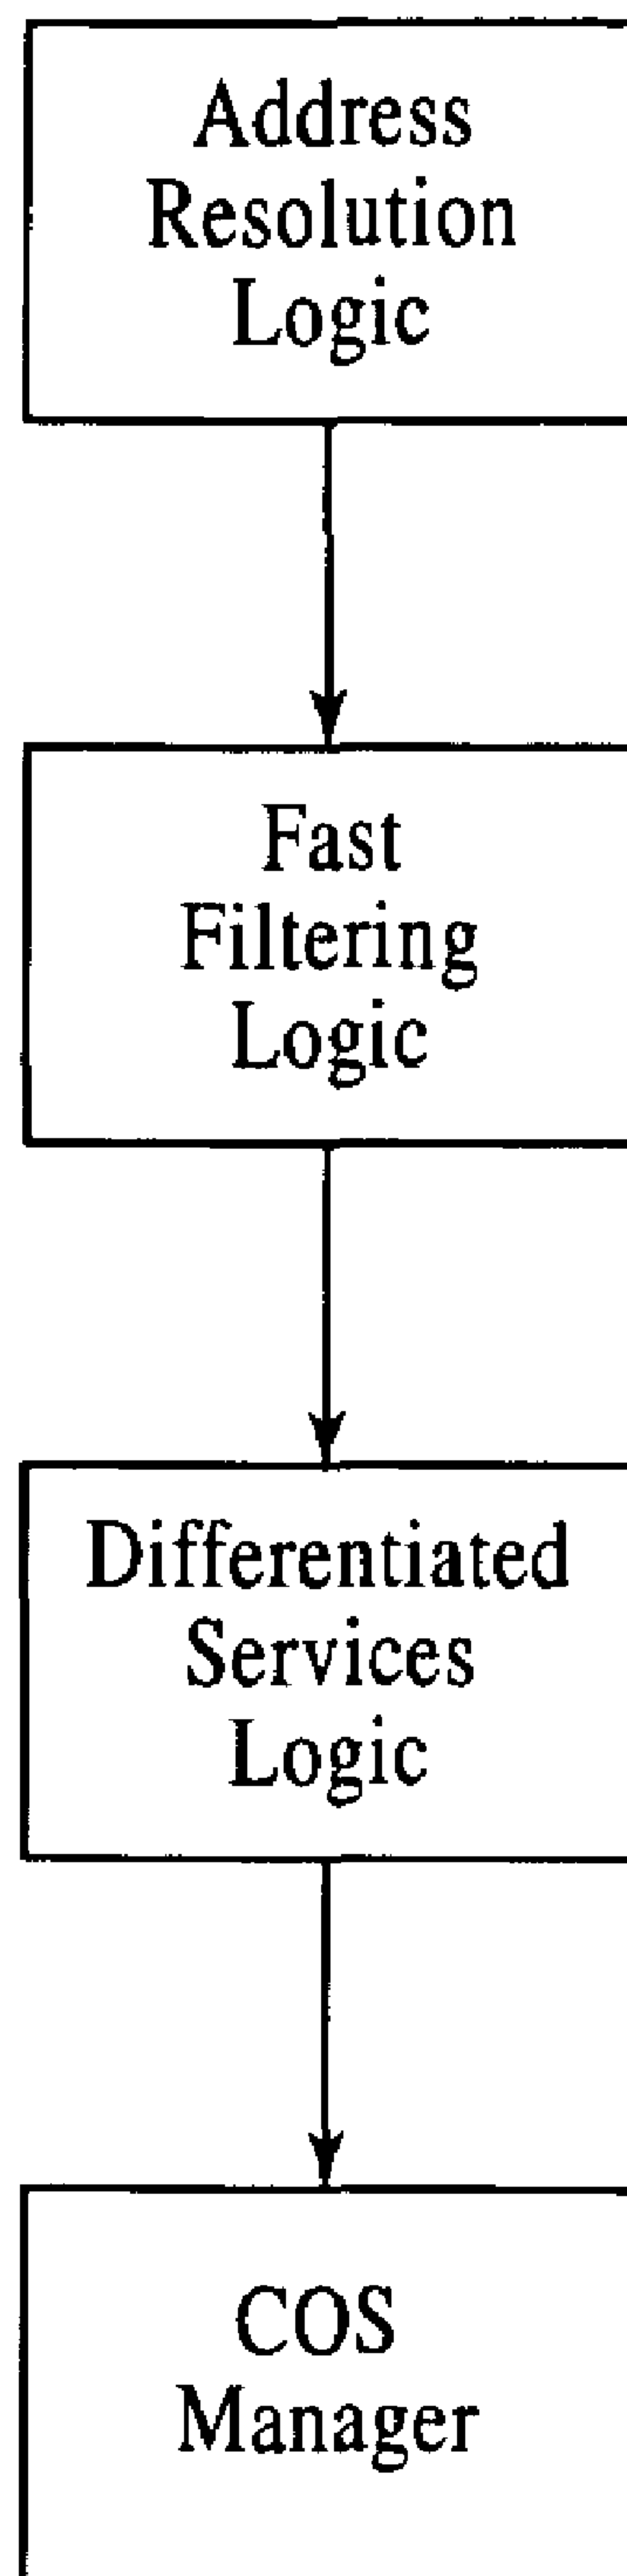 Address
Resolution
Logic
Fast
Filtering
Logic
Differentiated
Services
Logic
COS
Manager